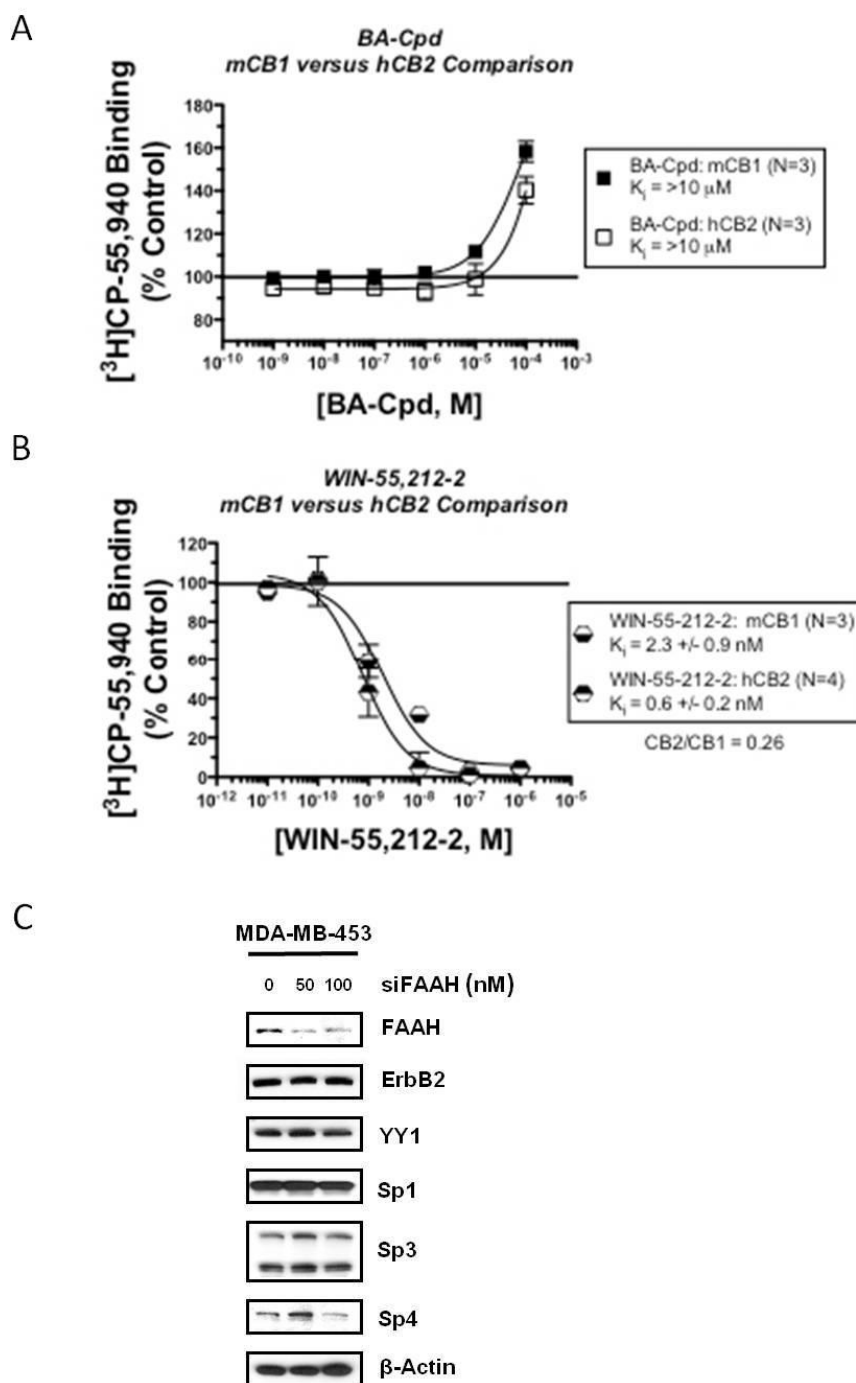 A
BA-Cpd
mCB1 versus hCB2 Comparison
[³H]CP-55,940 Binding
(% Control)
180
160
140
120
100
80
10⁻¹⁰ 10⁻⁹ 10⁻⁸ 10⁻⁷ 10⁻⁶ 10⁻⁵ 10⁻⁴ 10⁻³
[BA-Cpd, M]
BA-Cpd: mCB1 (N=3)
Kᵢ = >10 µM
BA-Cpd: hCB2 (N=3)
Kᵢ = >10 µM
B
WIN-55,212-2
mCB1 versus hCB2 Comparison
[³H]CP-55,940 Binding
(% Control)
120
100
80
60
40
20
0
10⁻¹² 10⁻¹¹ 10⁻¹⁰ 10⁻⁹ 10⁻⁸ 10⁻⁷ 10⁻⁶ 10⁻⁵
[WIN-55,212-2, M]
WIN-55-212-2: mCB1 (N=3)
Kᵢ = 2.3 +/- 0.9 nM
WIN-55-212-2: hCB2 (N=4)
Kᵢ = 0.6 +/- 0.2 nM
CB2/CB1 = 0.26
C
MDA-MB-453
0 50 100 siFAAH (nM)
FAAH
ErbB2
YY1
Sp1
Sp3
Sp4
β-Actin